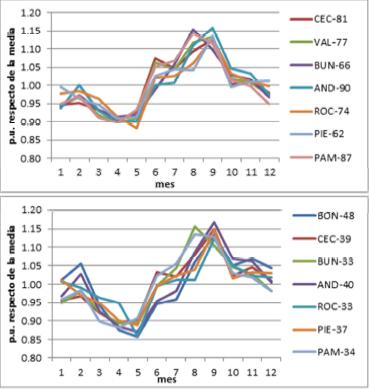 p.u. respecto de la media
1.20
1.15
1.10
1.05
1.00
0.95
0.90
0.85
0.80
1 2 3 4 5 6 7 8 9 10 11 12
mes
CEC-81
VAL-77
BUN-66
AND-90
ROC-74
PIE-62
PAM-87
p.u. respecto de la media
1.20
1.15
1.10
1.05
1.00
0.95
0.90
0.85
0.80
1 2 3 4 5 6 7 8 9 10 11 12
mes
BON-48
CEC-39
BUN-33
AND-40
ROC-33
PIE-37
PAM-34